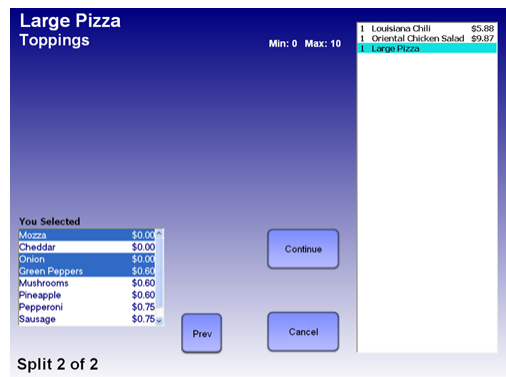 Large Pizza
Toppings
Min: 0 Max: 10
1 Louisiana Chili $5.88
1 Oriental Chicken Salad $9.87
1 Large Pizza
You Selected
Mozza $0.00
Cheddar $0.00
Onion $0.00
Green Peppers $0.60
Mushrooms $0.60
Pineapple $0.60
Pepperoni $0.75
Sausage $0.75
Continue
Prev
Cancel
Split 2 of 2